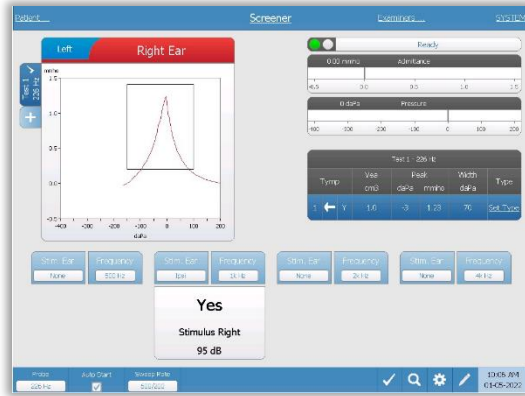 Patient ...
Screener
Examiners ...
SYSTEM
Left
Right Ear
Test 1
226 Hz
mmho
1.5
1.0
0.5
0.0
-0.5
-400 -300 -200 -100 0 100 200
daPa
Ready
0.00 mmho Admittance
-0.5 0.0 0.5 1.0 1.5
0 daPa Pressure
-400 -300 -200 -100 0 100 200
Test 1 - 226 Hz
Tymp Vea Peak Width Type
cm3 daPa mmho daPa
1 Y 1.0 -3 1.23 70 Set Type
Stim. Ear Frequency Stim. Ear Frequency Stim. Ear Frequency Stim. Ear Frequency
None 500 Hz Ipsi 1k Hz None 2k Hz None 4k Hz
Yes
Stimulus Right
95 dB
Probe Auto Start Sweep Rate
226 Hz 600/200
10:06 AM
01-05-2022